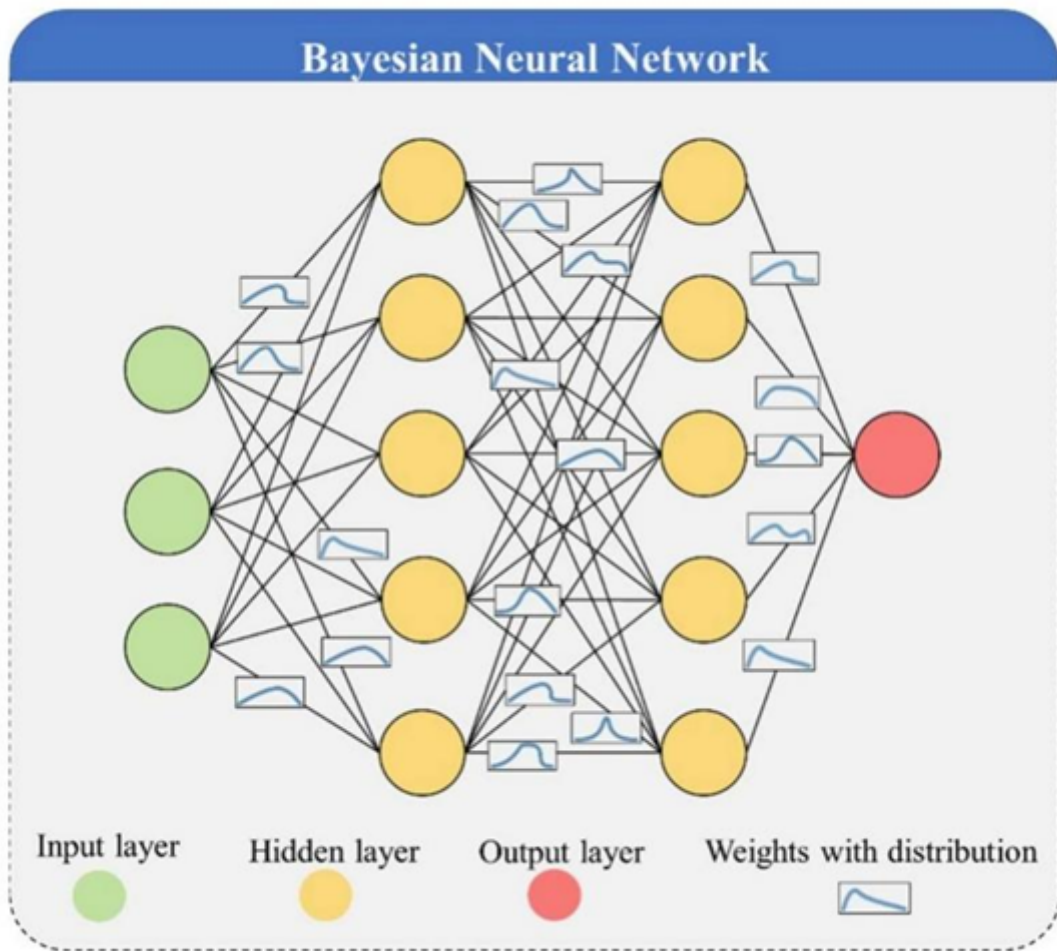 Bayesian Neural Network
Input layer
Hidden layer
Output layer
Weights with distribution